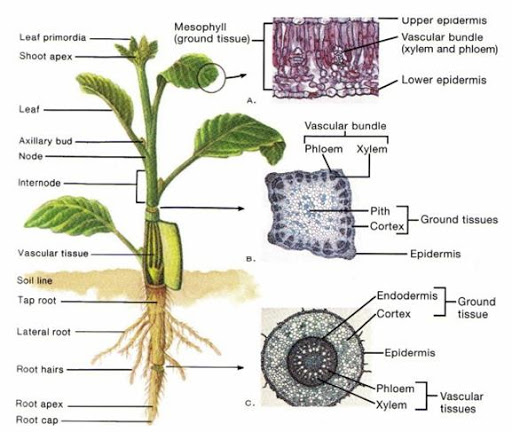 Leaf primordia
Shoot apex
Leaf
Axillary bud
Node
Internode
Vascular tissue
Soil line
Tap root
Lateral root
Root hairs
Root apex
Root cap
Mesophyll
(ground tissue)
Upper epidermis
Vascular bundle
(xylem and phloem)
Lower epidermis
A.
Vascular bundle
Phloem Xylem
Pith
Cortex
Ground tissues
Epidermis
B.
Endodermis
Cortex
Ground
tissue
Epidermis
Phloem
Xylem
Vascular
tissues
C.